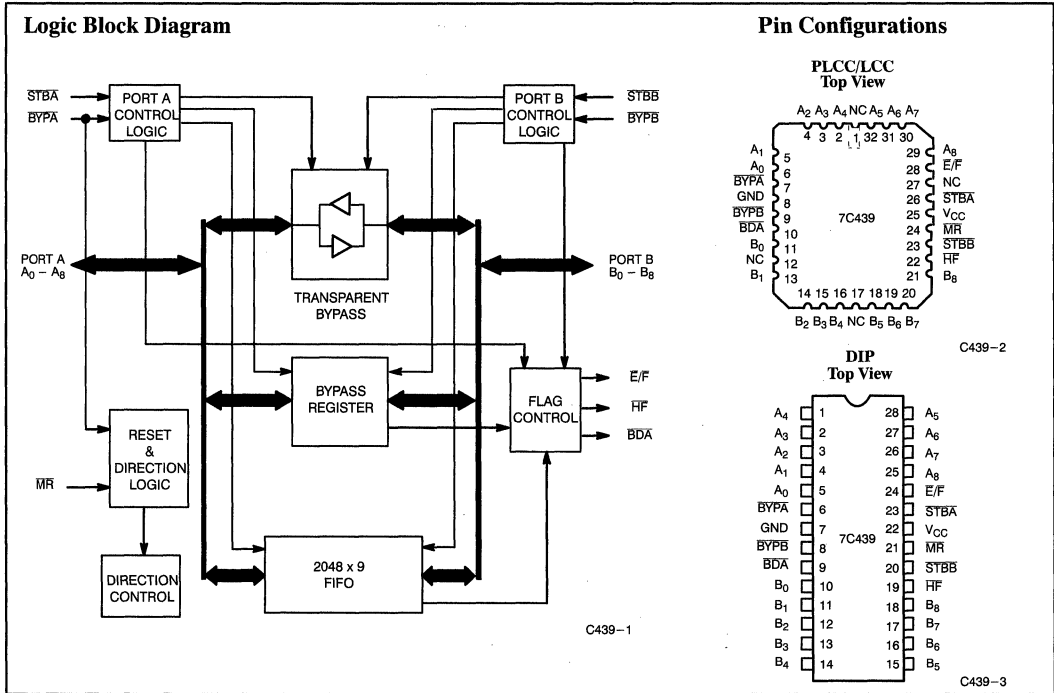 Logic Block Diagram
STBA
BYPA
PORT A
CONTROL
LOGIC
PORT B
CONTROL
LOGIC
STBB
BYPB
PORT A
A0 – A8
TRANSPARENT
BYPASS
PORT B
B0 – B8
BYPASS
REGISTER
FLAG
CONTROL
E/F
HF
BDA
RESET
&
DIRECTION
LOGIC
MR
DIRECTION
CONTROL
2048 x 9
FIFO
C439–1
Pin Configurations
PLCC/LCC
Top View
A2 A3 A4 NC A5 A6 A7
4 3 2 1 32 31 30
A1 5
A0 6
BYPA 7
GND 8
BYPB 9
BDA 10
B0 11
NC 12
B1 13
7C439
29 A8
28 E/F
27 NC
26 STBA
25 VCC
24 MR
23 STBB
22 HF
21 B8
14 15 16 17 18 19 20
B2 B3 B4 NC B5 B6 B7
C439–2
DIP
Top View
A4 1 28 A5
A3 2 27 A6
A2 3 26 A7
A1 4 25 A8
A0 5 24 E/F
BYPA 6 23 STBA
GND 7 7C439 22 VCC
BYPB 8 21 MR
BDA 9 20 STBB
B0 10 19 HF
B1 11 18 B8
B2 12 17 B7
B3 13 16 B6
B4 14 15 B5
C439–3